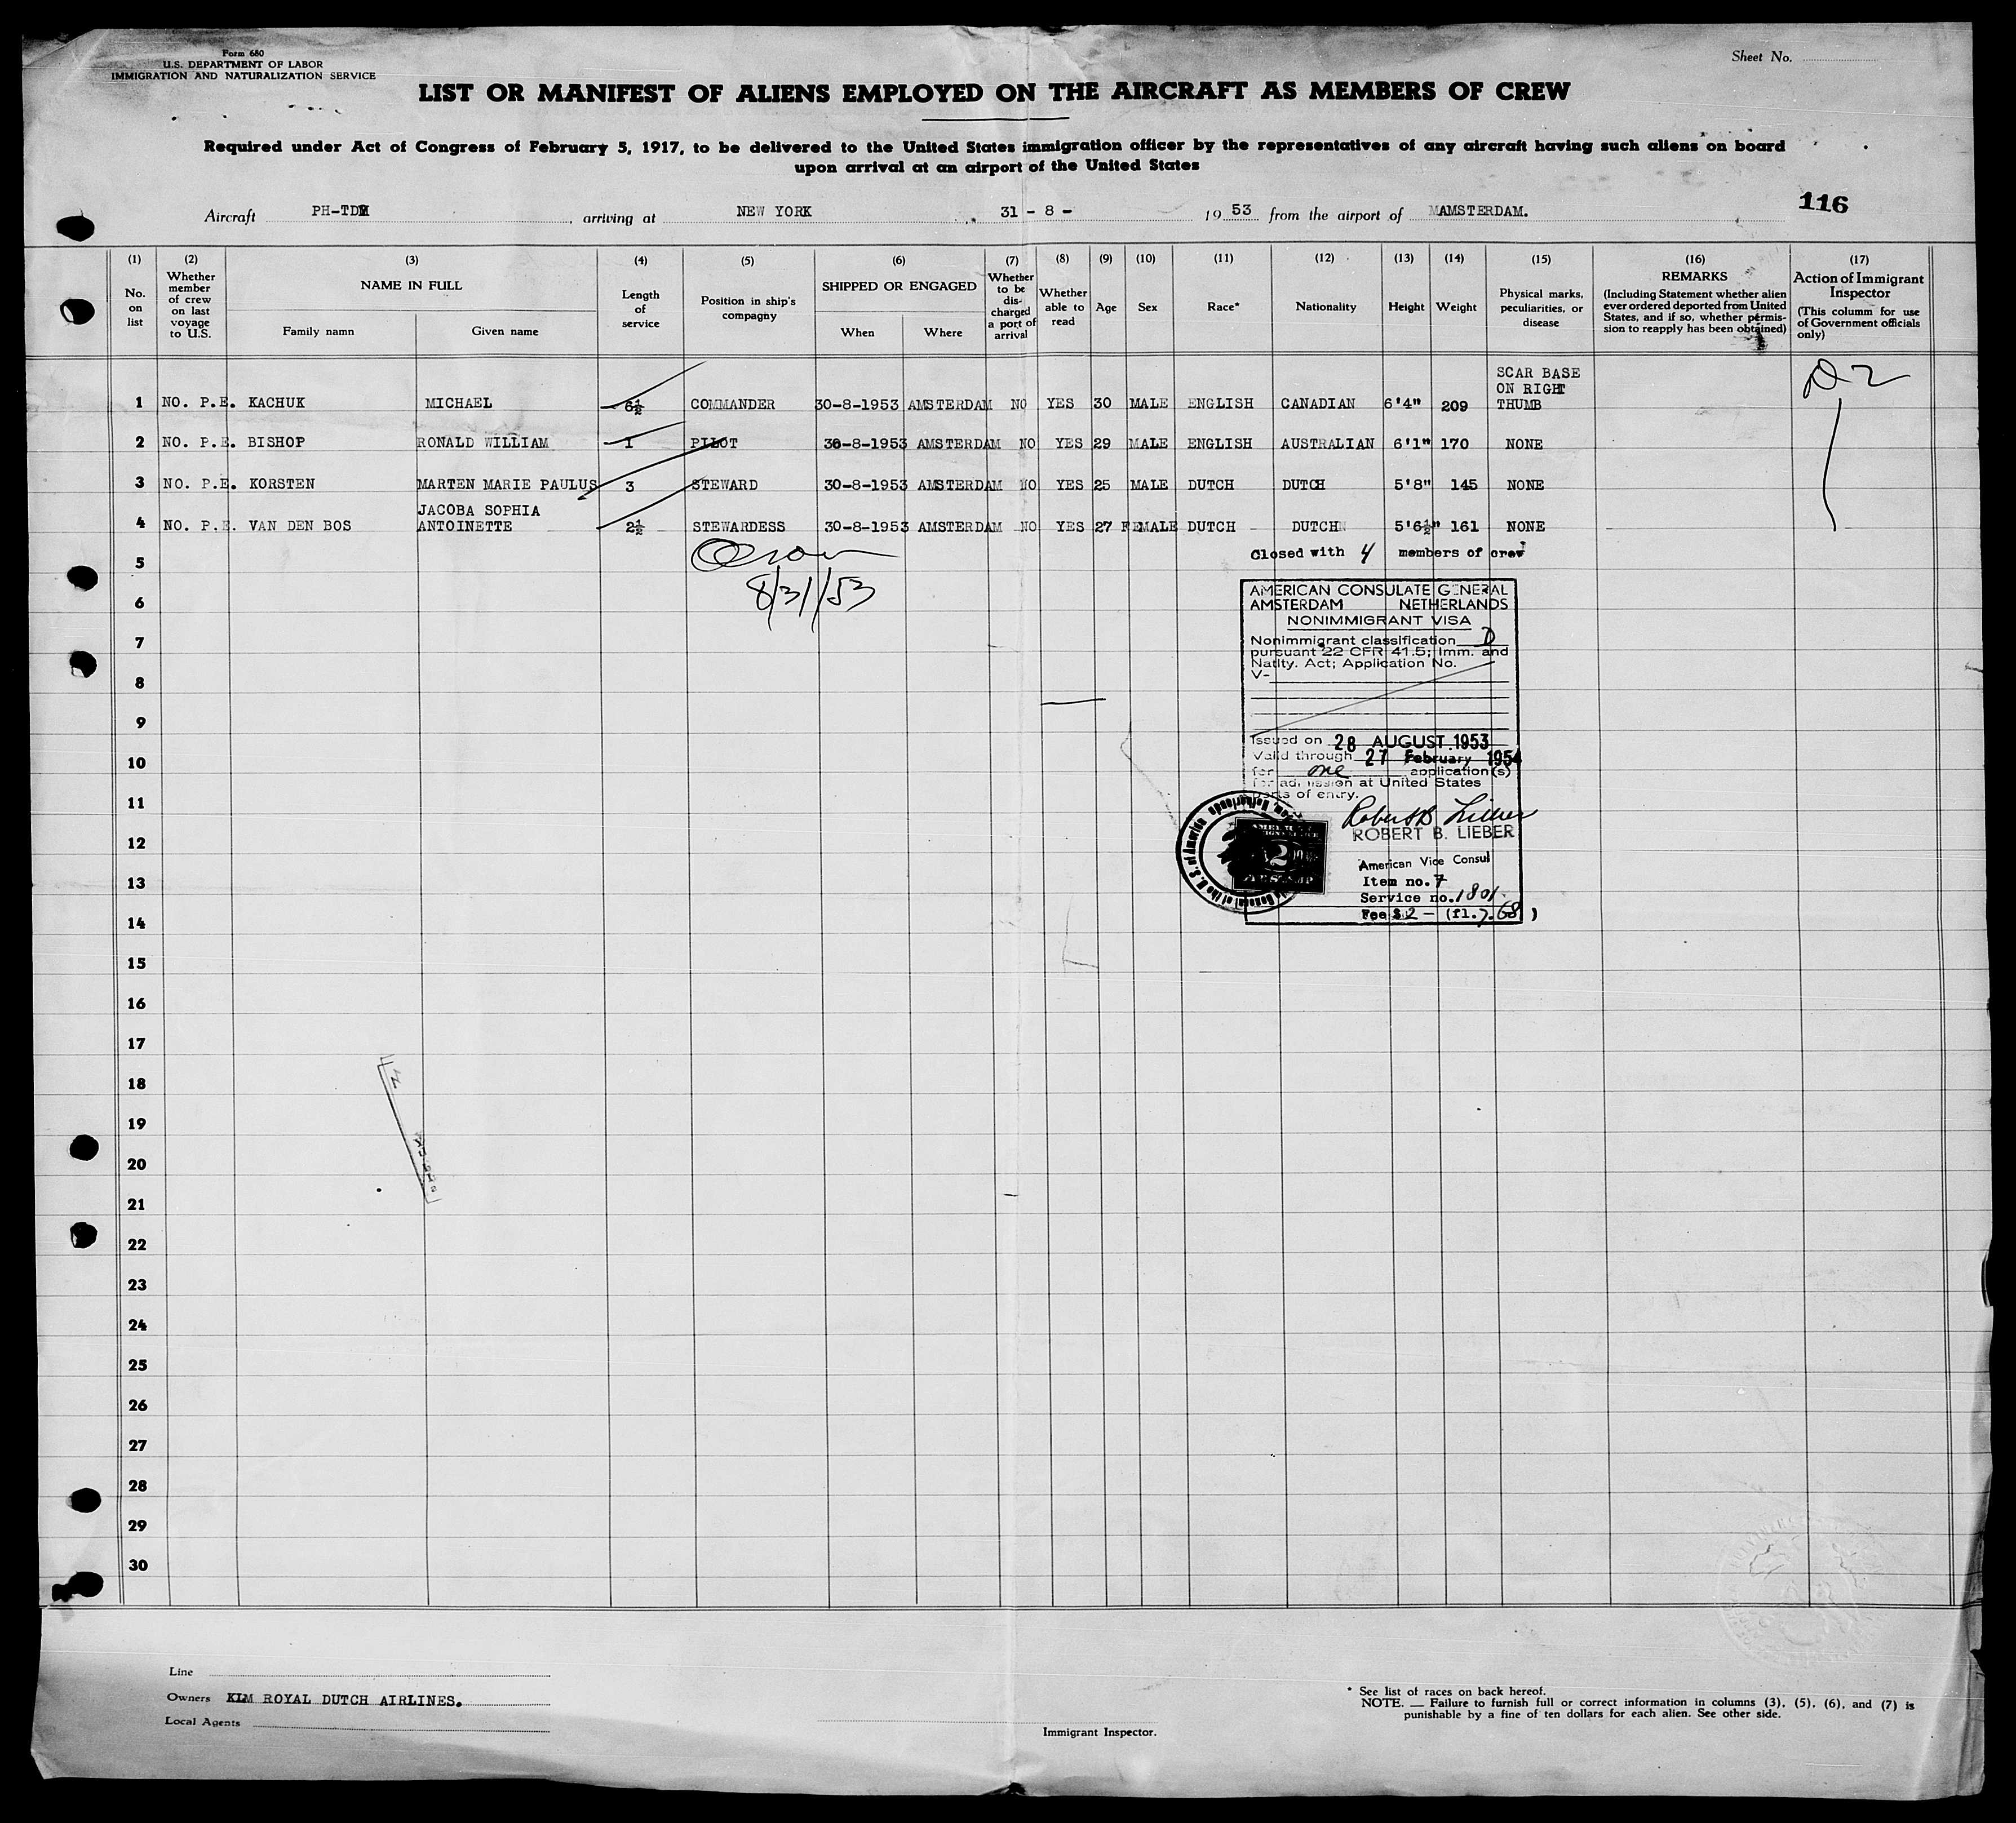 Form 680
U.S. DEPARTMENT OF LABOR
IMMIGRATION AND NATURALIZATION SERVICE
Sheet No.
LIST OR MANIFEST OF ALIENS EMPLOYED ON THE AIRCRAFT AS MEMBERS OF CREW
Required under Act of Congress of February 5, 1917, to be delivered to the United States immigration officer by the representatives of any aircraft having such aliens on board
upon arrival at an airport of the United States
116
Aircraft PH-TDM, arriving at NEW YORK, 31 - 8 - 19 53 from the airport of AMSTERDAM.
(1) No. on list
(2) Whether member of crew on last voyage to U.S.
(3) NAME IN FULL
Family namn
Given name
(4) Length of service
(5) Position in ship's compagny
(6) SHIPPED OR ENGAGED
When
Where
(7) Whether to be discharged a port of arrival
(8) Whether able to read
(9) Age
(10) Sex
(11) Race*
(12) Nationality
(13) Height
(14) Weight
(15) Physical marks, peculiarities, or disease
(16) REMARKS
(Including Statement whether alien ever ordered deported from United States, and if so, whether permission to reapply has been obtained)
(17) Action of Immigrant Inspector
(This column for use of Government officials only)
1 NO. P.E. KACHUK MICHAEL 6½ COMMANDER 30-8-1953 AMSTERDAM NO YES 30 MALE ENGLISH CANADIAN 6'4" 209 SCAR BASE ON RIGHT THUMB
2 NO. P.E. BISHOP RONALD WILLIAM 1 PILOT 30-8-1953 AMSTERDAM NO YES 29 MALE ENGLISH AUSTRALIAN 6'1" 170 NONE
3 NO. P.E. KORSTEN MARTEN MARIE PAULUS 3 STEWARD 30-8-1953 AMSTERDAM NO YES 25 MALE DUTCH DUTCH 5'8" 145 NONE
4 NO. P.E. VAN DEN BOS JACOBA SOPHIA ANTOINETTE 2½ STEWARDESS 30-8-1953 AMSTERDAM NO YES 27 FEMALE DUTCH DUTCH 5'6½" 161 NONE
D2
8/31/53
Closed with 4 members of crew
AMERICAN CONSULATE GENERAL
AMSTERDAM NETHERLANDS
NONIMMIGRANT VISA
Nonimmigrant classification D
pursuant 22 CFR 41.5; Imm. and
Natlty. Act; Application No.
V-
Issued on 28 AUGUST 1953
Valid through 27 February 1954
for one application(s)
for admission at United States
ports of entry.
Robert B. Lieber
ROBERT B. LIEBER
American Vice Consul
Item no. 7
Service no. 1801
Fee $ 2 - (fl. 7.68)
5
6
7
8
9
10
11
12
13
14
15
16
17
18
19
20
21
22
23
24
25
26
27
28
29
30
Line
Owners KLM ROYAL DUTCH AIRLINES.
Local Agents
Immigrant Inspector.
* See list of races on back hereof.
NOTE. — Failure to furnish full or correct information in columns (3), (5), (6), and (7) is
punishable by a fine of ten dollars for each alien. See other side.